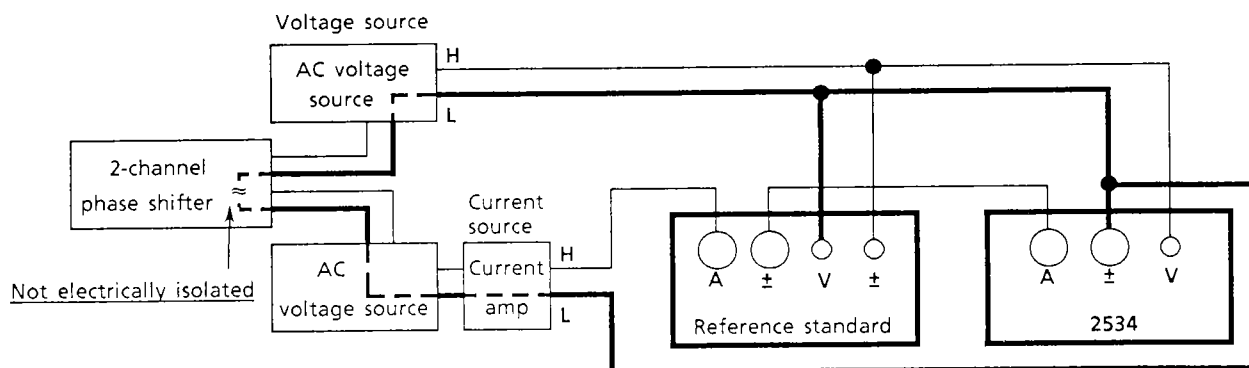 Voltage source
AC voltage
source
H
L
2-channel
phase shifter
≈
Not electrically isolated
Current
source
AC
voltage source
Current
amp
H
L
A
±
V
±
Reference standard
A
±
V
2534